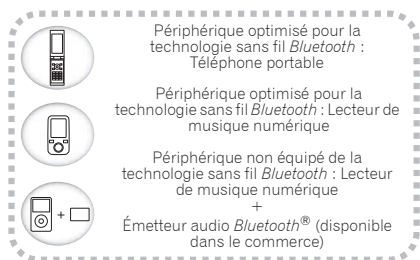 Périphérique optimisé pour la
technologie sans fil Bluetooth :
Téléphone portable
Périphérique optimisé pour la
technologie sans fil Bluetooth : Lecteur de
musique numérique
Périphérique non équipé de la
technologie sans fil Bluetooth : Lecteur
de musique numérique
+
Émetteur audio Bluetooth® (disponible
dans le commerce)